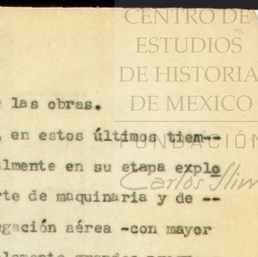 CENTRO DE
ESTUDIOS
DE HISTORIA
DE MEXICO
FUNDACIÓN
Carlos Slim
las obras.
en estos últimos tiem--
lmente en su etapa explo
rte de maquinaria y de --
gación aérea -con mayor